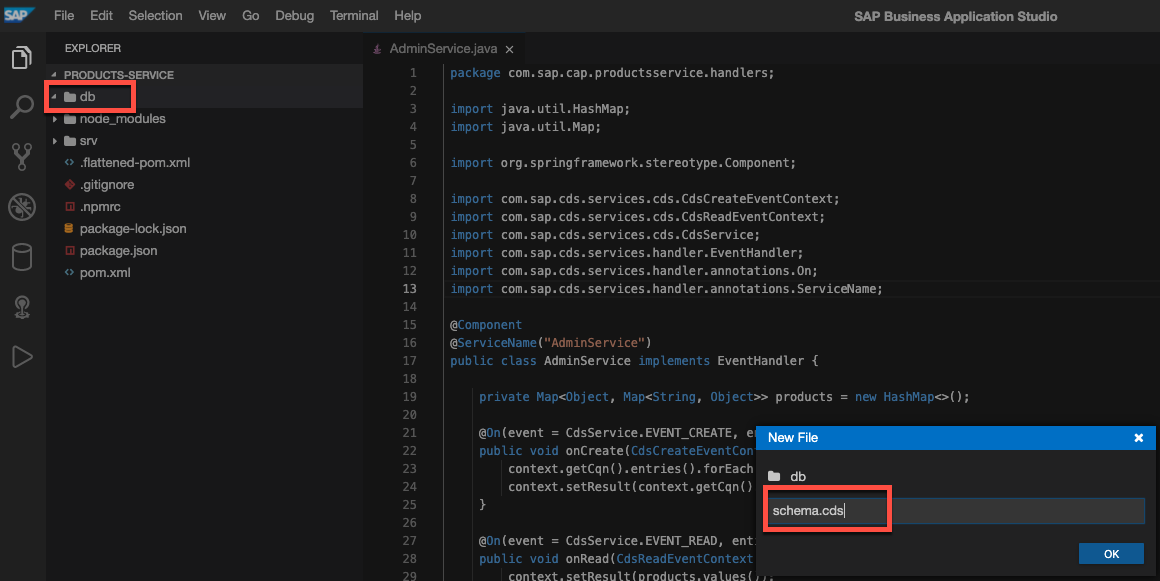 SAP File Edit Selection View Go Debug Terminal Help SAP Business Application Studio
EXPLORER
PRODUCTS-SERVICE
db
node_modules
srv
.flattened-pom.xml
.gitignore
.npmrc
package-lock.json
package.json
pom.xml
AdminService.java ×
1 package com.sap.cap.productsservice.handlers;
2
3 import java.util.HashMap;
4 import java.util.Map;
5
6 import org.springframework.stereotype.Component;
7
8 import com.sap.cds.services.cds.CdsCreateEventContext;
9 import com.sap.cds.services.cds.CdsReadEventContext;
10 import com.sap.cds.services.cds.CdsService;
11 import com.sap.cds.services.handler.EventHandler;
12 import com.sap.cds.services.handler.annotations.On;
13 import com.sap.cds.services.handler.annotations.ServiceName;
14
15 @Component
16 @ServiceName("AdminService")
17 public class AdminService implements EventHandler {
18
19 private Map<Object, Map<String, Object>> products = new HashMap<>();
20
21 @On(event = CdsService.EVENT_CREATE, en
22 public void onCreate(CdsCreateEventCon
23 context.getCqn().entries().forEach
24 context.setResult(context.getCqn()
25 }
26
27 @On(event = CdsService.EVENT_READ, enti
28 public void onRead(CdsReadEventContext
29 context.setResult(products.values());
New File ×
db
schema.cds
OK